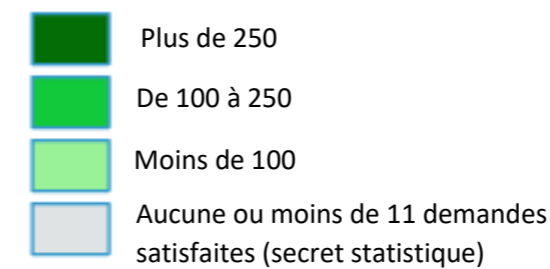 Plus de 250
De 100 à 250
Moins de 100
Aucune ou moins de 11 demandes
satisfaites (secret statistique)